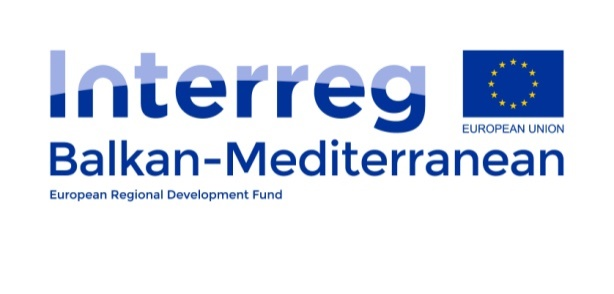 Interreg
EUROPEAN UNION
Balkan-Mediterranean
European Regional Development Fund